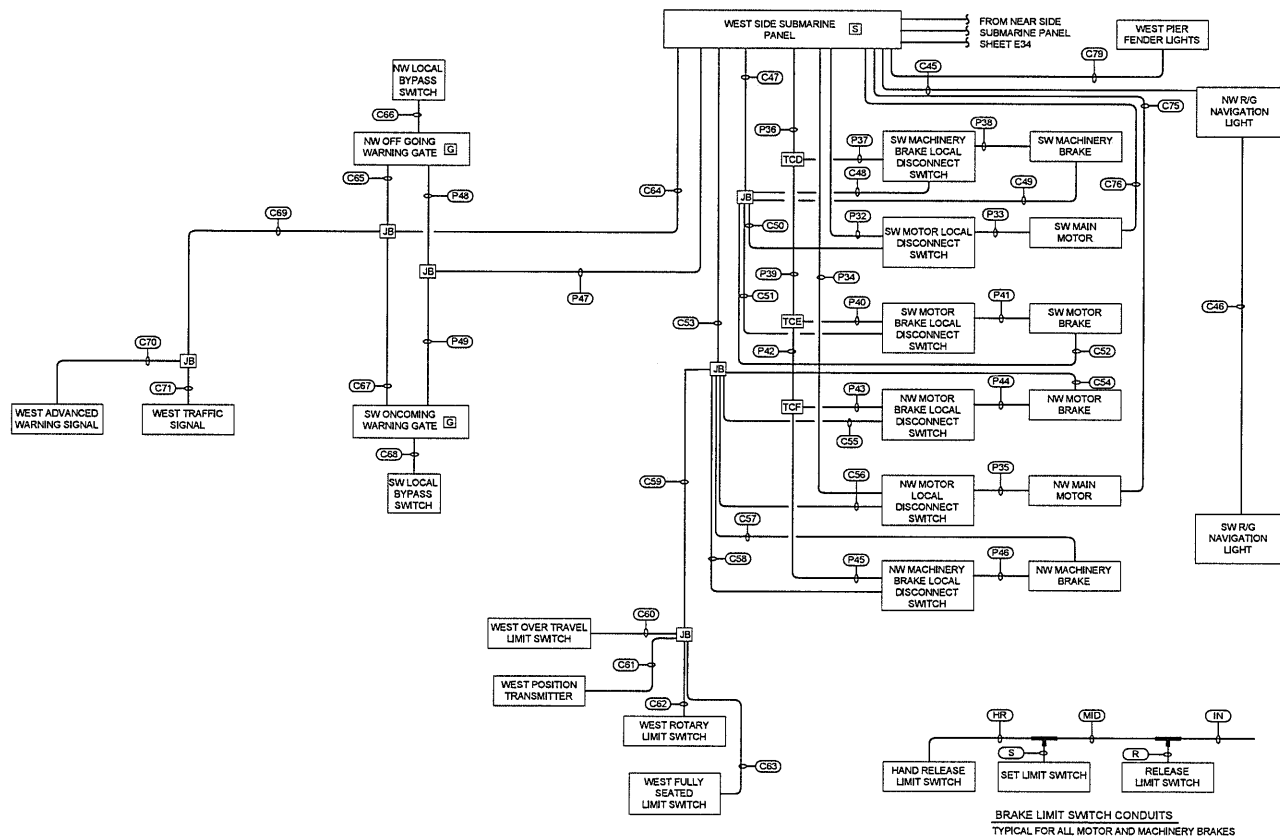 WEST SIDE SUBMARINE
PANEL
S
FROM NEAR SIDE
SUBMARINE PANEL
SHEET E34
WEST PIER
FENDER LIGHTS
C79
C45
C47
C75
NW LOCAL
BYPASS
SWITCH
C66
NW R/G
NAVIGATION
LIGHT
NW OFF GOING
WARNING GATE
G
P36
P37
P38
TCD
SW MACHINERY
BRAKE LOCAL
DISCONNECT
SWITCH
SW MACHINERY
BRAKE
C65
P48
C64
C48
C49
C76
JB
C69
C50
P32
P33
SW MOTOR LOCAL
DISCONNECT
SWITCH
SW MAIN
MOTOR
JB
JB
P47
P39
P34
C51
P40
P41
C46
SW MOTOR
BRAKE LOCAL
DISCONNECT
SWITCH
SW MOTOR
BRAKE
TCE
C53
C70
P49
P42
C52
JB
C71
C67
JB
C54
P43
P44
WEST ADVANCED
WARNING SIGNAL
WEST TRAFFIC
SIGNAL
SW ONCOMING
WARNING GATE
G
TCF
NW MOTOR
BRAKE LOCAL
DISCONNECT
SWITCH
NW MOTOR
BRAKE
C55
C68
SW LOCAL
BYPASS
SWITCH
C59
C56
P35
NW MOTOR
LOCAL
DISCONNECT
SWITCH
NW MAIN
MOTOR
C57
SW R/G
NAVIGATION
LIGHT
C58
P45
P46
NW MACHINERY
BRAKE LOCAL
DISCONNECT
SWITCH
NW MACHINERY
BRAKE
C60
WEST OVER TRAVEL
LIMIT SWITCH
JB
C61
WEST POSITION
TRANSMITTER
C62
WEST ROTARY
LIMIT SWITCH
C63
WEST FULLY
SEATED
LIMIT SWITCH
HR
MID
IN
S
R
HAND RELEASE
LIMIT SWITCH
SET LIMIT SWITCH
RELEASE
LIMIT SWITCH
BRAKE LIMIT SWITCH CONDUITS
TYPICAL FOR ALL MOTOR AND MACHINERY BRAKES